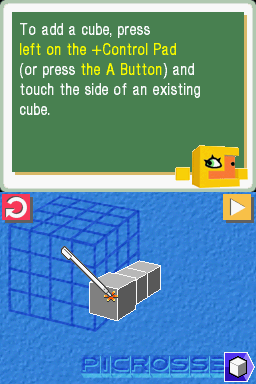 To add a cube, press
left on the +Control Pad
(or press the A Button) and
touch the side of an existing
cube.
PICROSS